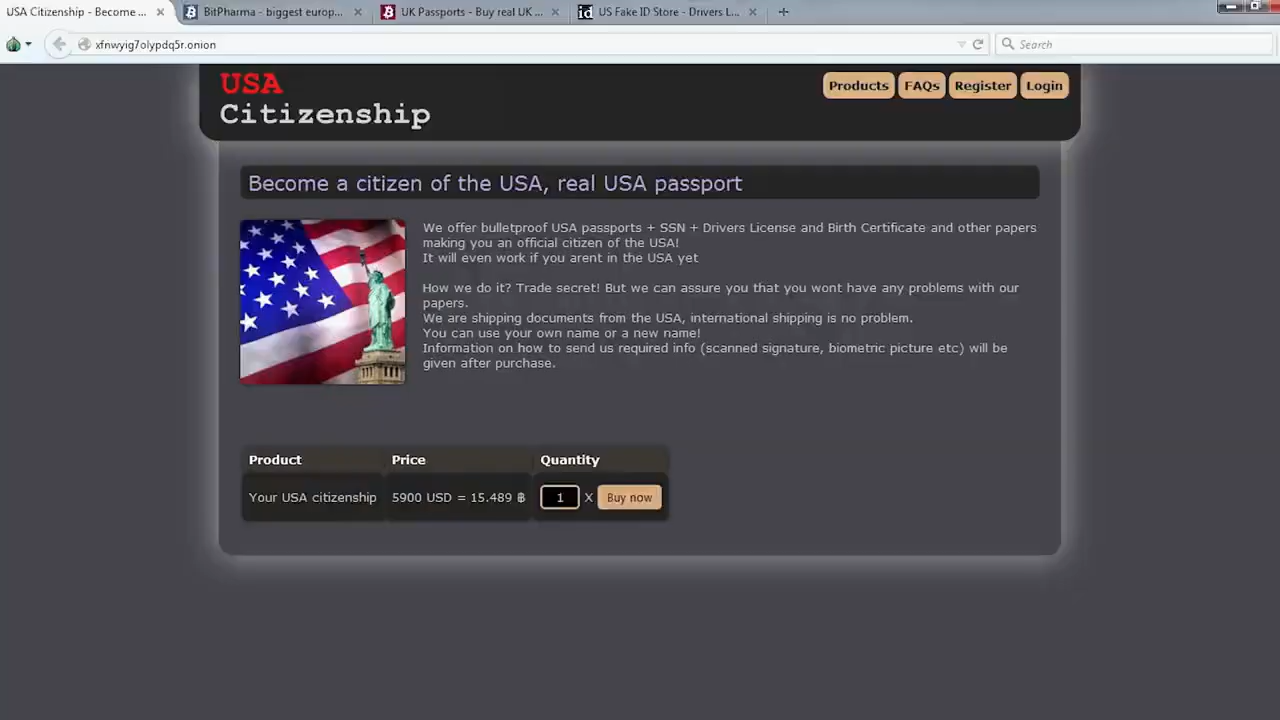 USA Citizenship - Become ...
BitPharma - biggest europ...
UK Passports - Buy real UK ...
id
US Fake ID Store - Drivers L...
xfnwyig7olypdq5r.onion
Search
USA
Citizenship
Products
FAQs
Register
Login
Become a citizen of the USA, real USA passport
We offer bulletproof USA passports + SSN + Drivers License and Birth Certificate and other papers
making you an official citizen of the USA!
It will even work if you arent in the USA yet
How we do it? Trade secret! But we can assure you that you wont have any problems with our
papers.
We are shipping documents from the USA, international shipping is no problem.
You can use your own name or a new name!
Information on how to send us required info (scanned signature, biometric picture etc) will be
given after purchase.
Product Price Quantity
Your USA citizenship 5900 USD = 15.489 ฿ 1 X Buy now